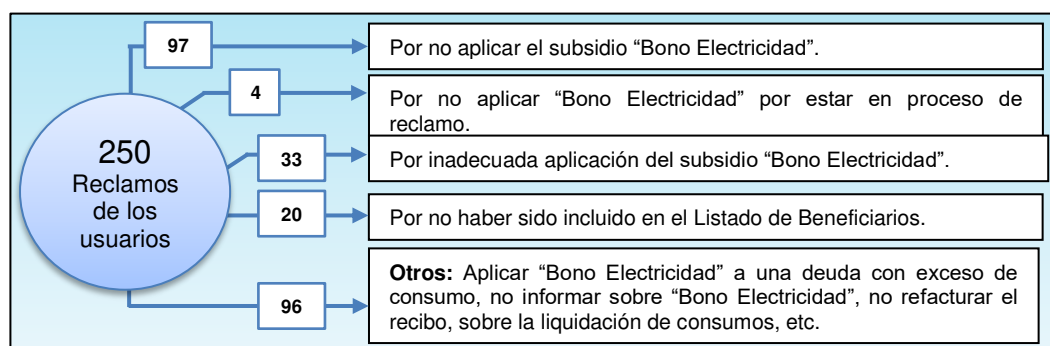 97
Por no aplicar el subsidio “Bono Electricidad”.
4
Por no aplicar “Bono Electricidad” por estar en proceso de
reclamo.
250
Reclamos
de los
usuarios
33
Por inadecuada aplicación del subsidio “Bono Electricidad”.
20
Por no haber sido incluido en el Listado de Beneficiarios.
96
Otros: Aplicar “Bono Electricidad” a una deuda con exceso de
consumo, no informar sobre “Bono Electricidad”, no refacturar el
recibo, sobre la liquidación de consumos, etc.